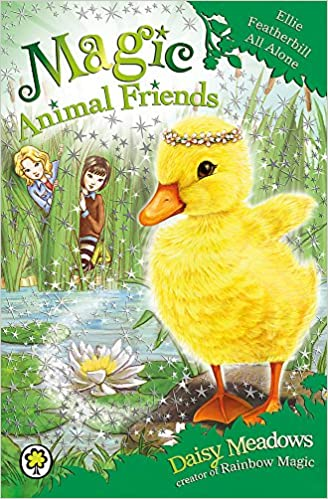 Ellie
Featherbill
All Alone
Magic
Animal Friends
Daisy Meadows
creator of Rainbow Magic